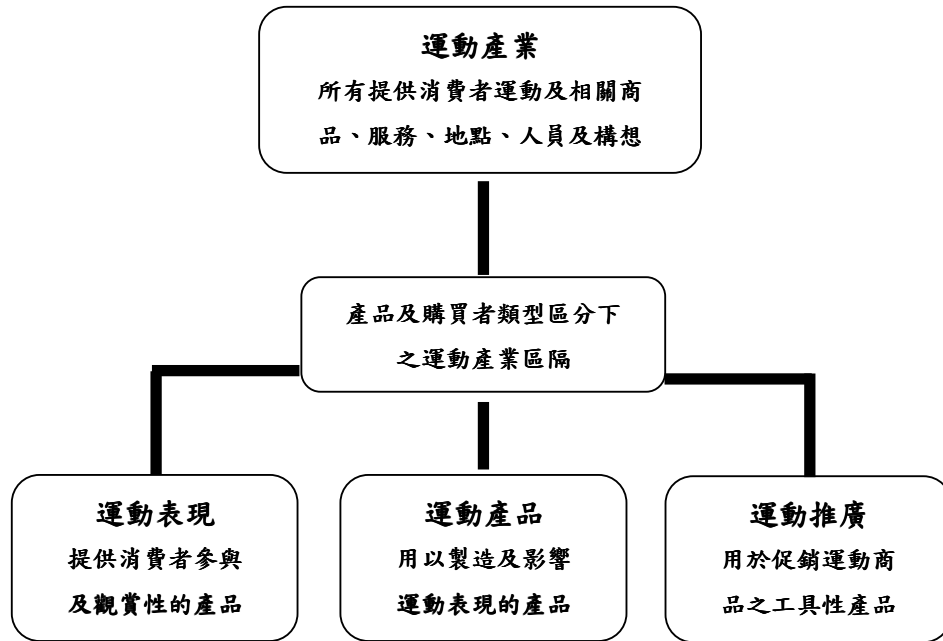 運動產業
所有提供消費者運動及相關商
品、服務、地點、人員及構想
產品及購買者類型區分下
之運動產業區隔
運動表現
提供消費者參與
及觀賞性的產品
運動產品
用以製造及影響
運動表現的產品
運動推廣
用於促銷運動商
品之工具性產品